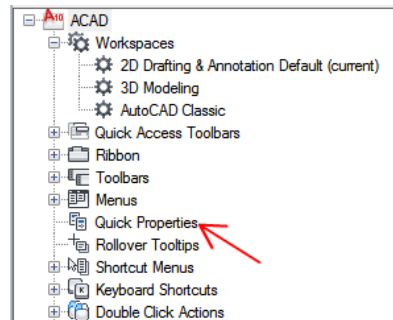 A10 ACAD
Workspaces
2D Drafting & Annotation Default (current)
3D Modeling
AutoCAD Classic
Quick Access Toolbars
Ribbon
Toolbars
Menus
Quick Properties
Rollover Tooltips
Shortcut Menus
K Keyboard Shortcuts
Double Click Actions